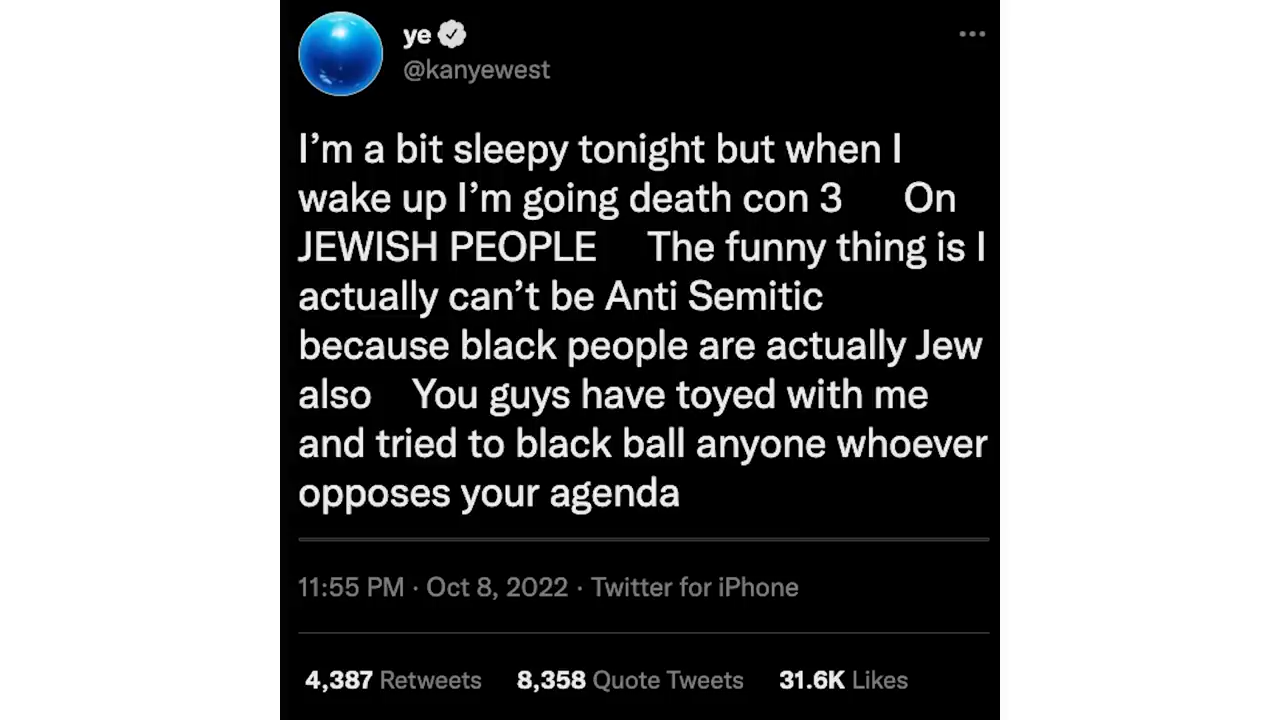 ye
@kanyewest
I’m a bit sleepy tonight but when I
wake up I’m going death con 3 On
JEWISH PEOPLE The funny thing is I
actually can’t be Anti Semitic
because black people are actually Jew
also You guys have toyed with me
and tried to black ball anyone whoever
opposes your agenda
11:55 PM · Oct 8, 2022 · Twitter for iPhone
4,387 Retweets 8,358 Quote Tweets 31.6K Likes